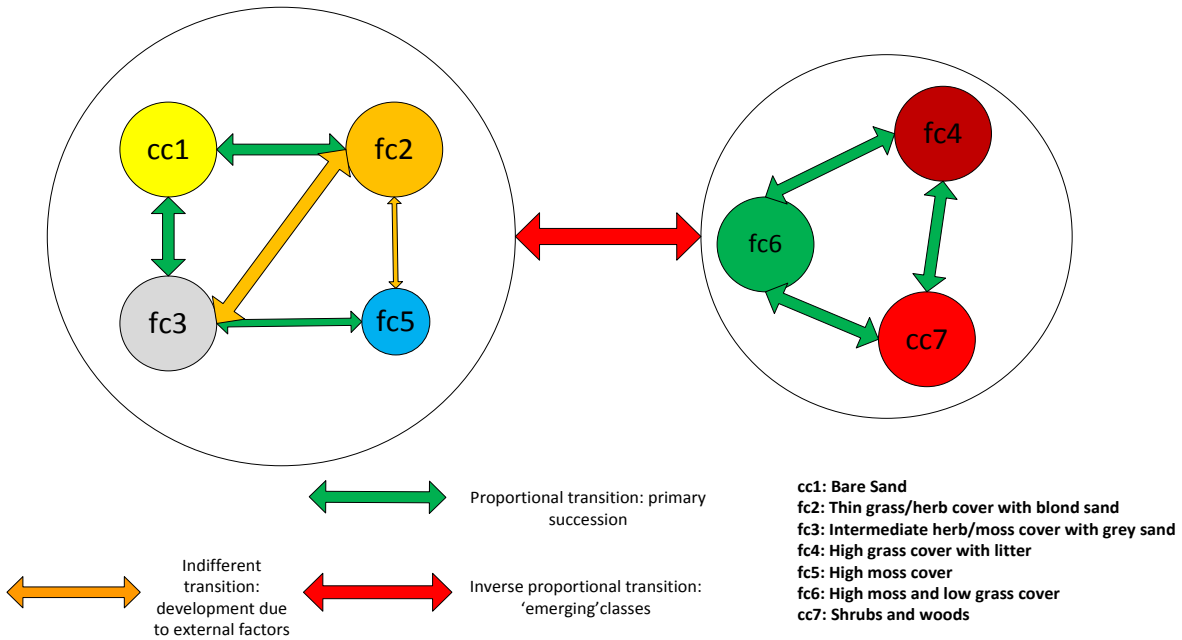 cc1
fc2
fc3
fc5
fc4
fc6
cc7
Proportional transition: primary
succession
Indifferent
transition:
development due
to external factors
Inverse proportional transition:
‘emerging’classes
cc1: Bare Sand
fc2: Thin grass/herb cover with blond sand
fc3: Intermediate herb/moss cover with grey sand
fc4: High grass cover with litter
fc5: High moss cover
fc6: High moss and low grass cover
cc7: Shrubs and woods